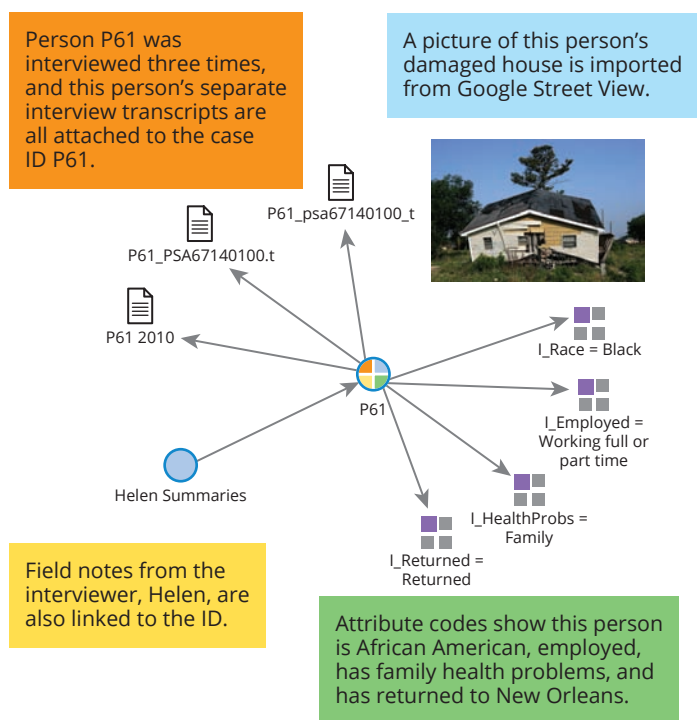 Person P61 was
interviewed three times,
and this person's separate
interview transcripts are
all attached to the case
ID P61.
A picture of this person's
damaged house is imported
from Google Street View.
P61_psa67140100_t
P61_PSA67140100.t
P61 2010
I_Race = Black
P61
I_Employed =
Working full or
part time
Helen Summaries
I_HealthProbs =
Family
I_Returned =
Returned
Field notes from the
interviewer, Helen, are
also linked to the ID.
Attribute codes show this person
is African American, employed,
has family health problems, and
has returned to New Orleans.